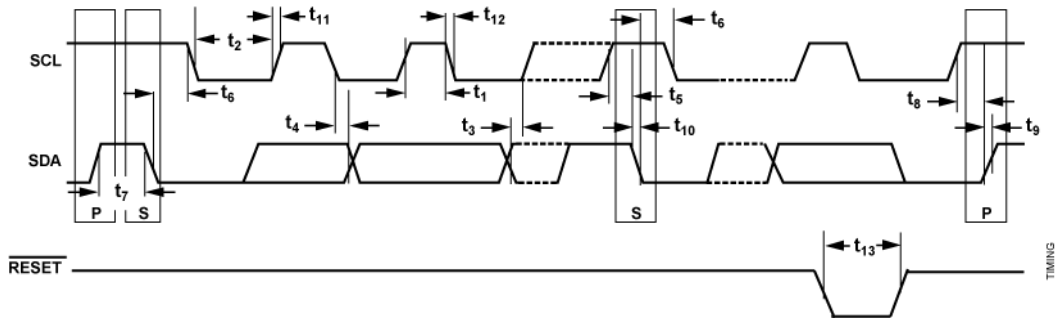 t₁₁
t₁₂
t₆
t₂
SCL
t₆
t₁
t₅
t₈
t₄
t₃
t₁₀
t₉
SDA
t₇
P
S
S
P
RESET
t₁₃
TIMING